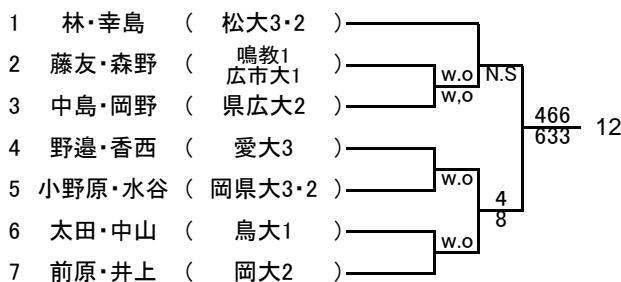 1 林・幸島 ( 松大3・2 )
2 藤友・森野 ( 鳴教1 広市大1 )
w.o N.S
3 中島・岡野 ( 県広大2 )
w,o
466
633 12
4 野邉・香西 ( 愛大3 )
w.o
5 小野原・水谷 ( 岡県大3・2 )
4
8
6 太田・中山 ( 鳥大1 )
w.o
7 前原・井上 ( 岡大2 )